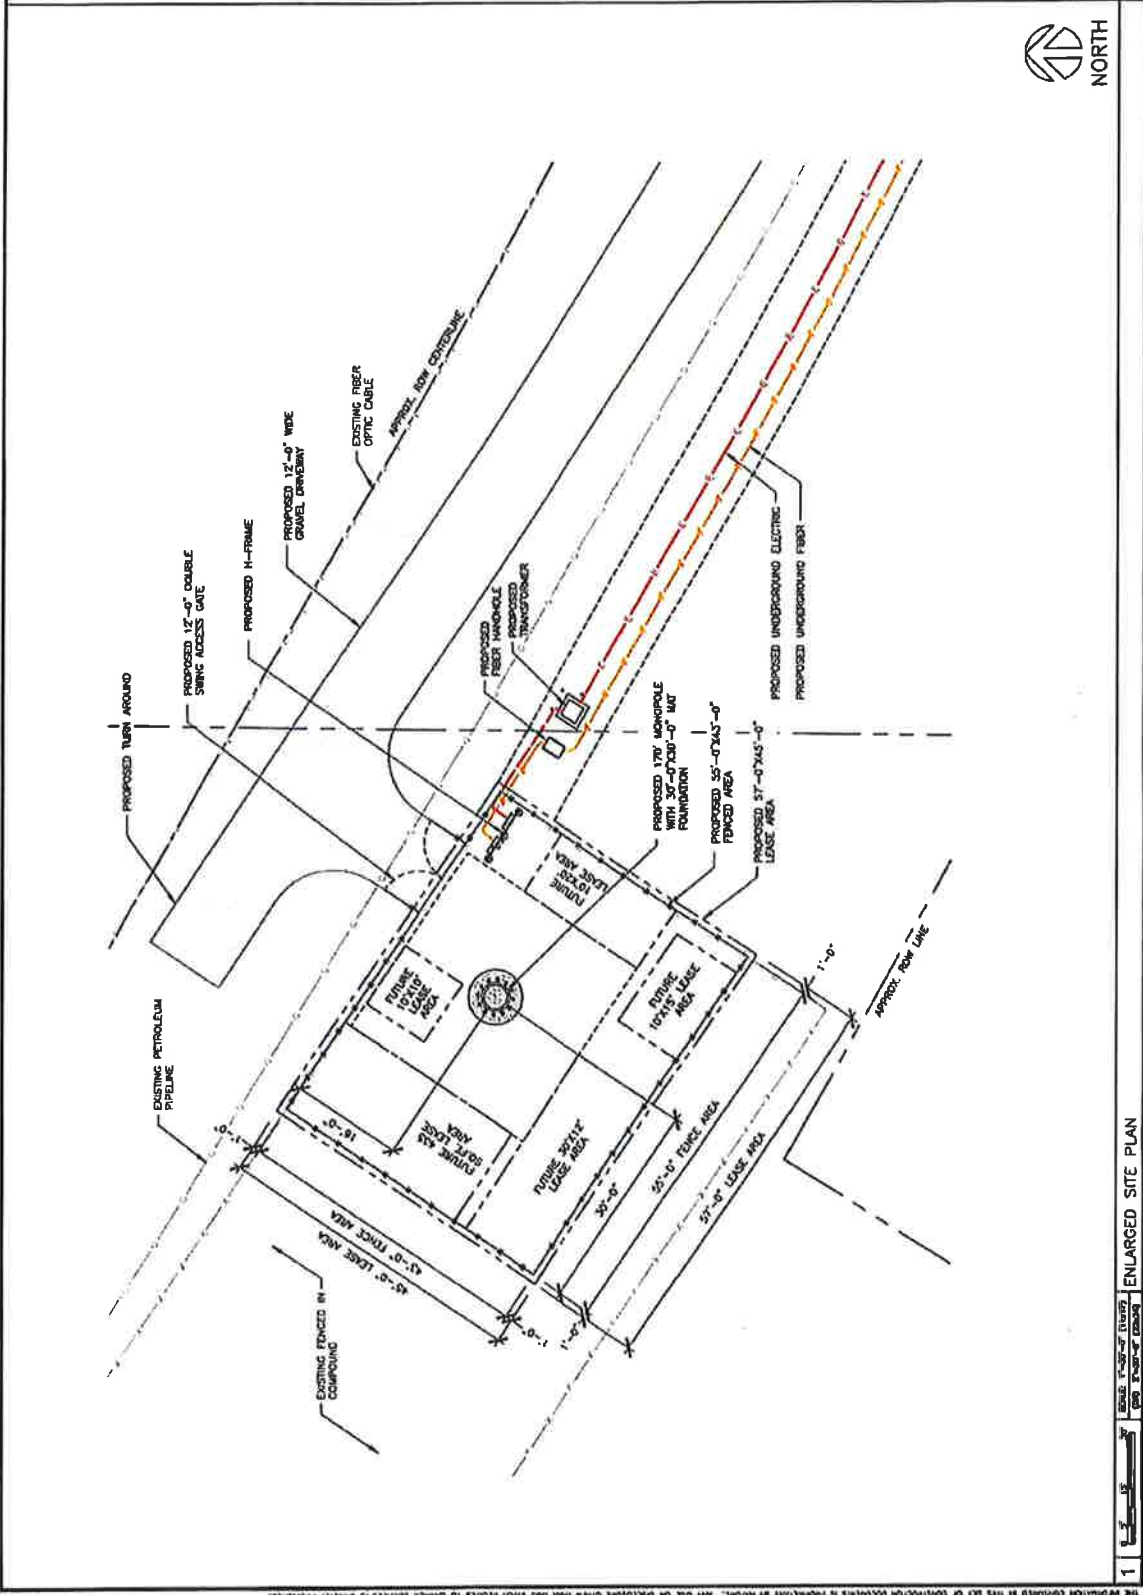 PROPOSED TURN AROUND
PROPOSED 12'-0" DOUBLE
SWING ACCESS GATE
PROPOSED H-FRAME
PROPOSED 12'-0" WIDE
GRAVEL DRIVEWAY
EXISTING FIBER
OPTIC CABLE
APPROX. ROW CENTERLINE
NORTH
EXISTING PETROLEUM
PIPELINE
PROPOSED
FIBER HANDHOLE
PROPOSED
TRANSFORMER
EXISTING FENCED IN
COMPOUND
45'-0" LEASE AREA
43'-0" FENCE AREA
1'-0"
16'-0"
FUTURE
10'X10'
LEASE
AREA
FUTURE 435
SQ.FT. LEASE
AREA
FUTURE
10'X20'
LEASE AREA
FUTURE 30'X12'
LEASE AREA
FUTURE
10'X15' LEASE
AREA
PROPOSED 170' MONOPOLE
WITH 30'-0"X30'-0" MAT
FOUNDATION
PROPOSED 55'-0"X43'-0"
FENCED AREA
PROPOSED 57'-0"X45'-0"
LEASE AREA
PROPOSED UNDERGROUND ELECTRIC
PROPOSED UNDERGROUND FIBER
30'-0"
55'-0" FENCE AREA
57'-0" LEASE AREA
1'-0"
1'-0"
1'-0"
APPROX. ROW LINE
1
ENLARGED SITE PLAN